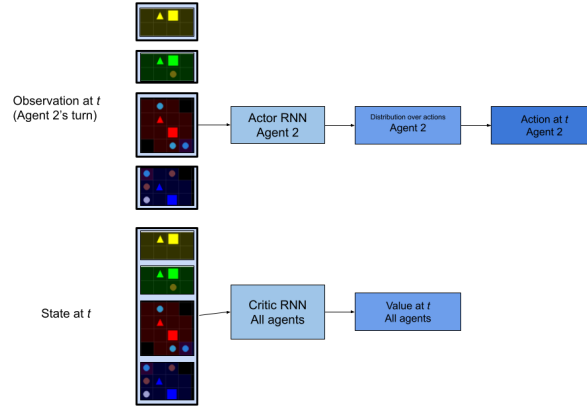 Observation at t
(Agent 2's turn)
Actor RNN
Agent 2
Distribution over actions
Agent 2
Action at t
Agent 2
State at t
Critic RNN
All agents
Value at t
All agents